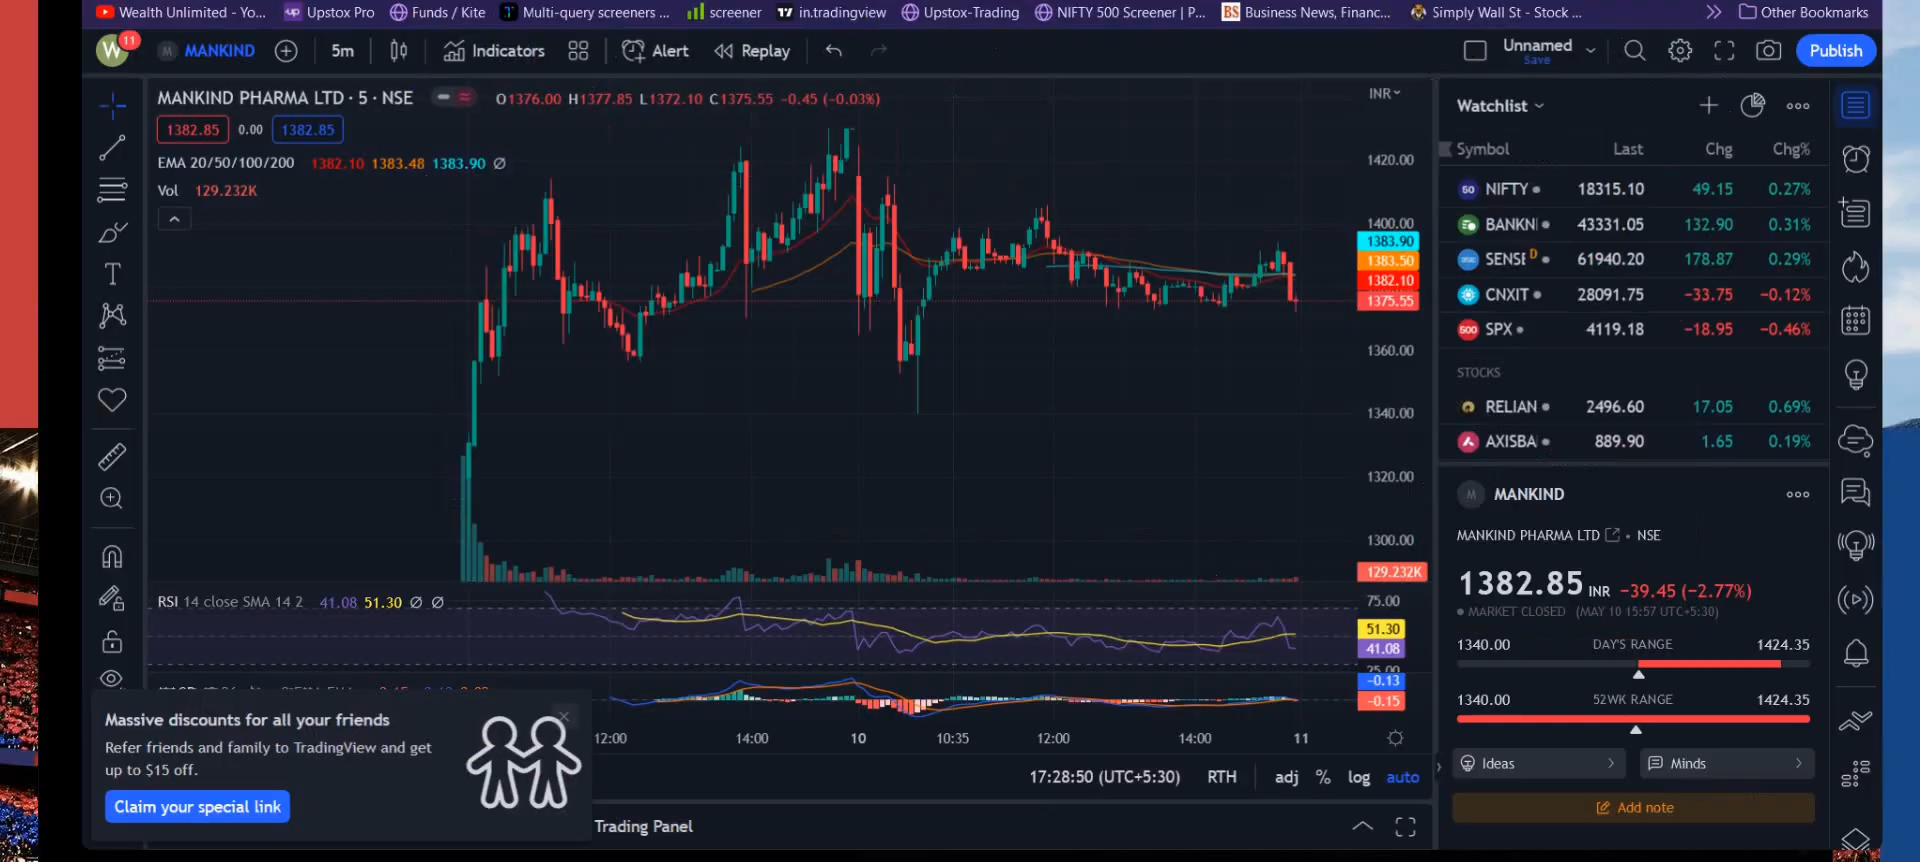 Wealth Unlimited - Yo... Upstox Pro Funds / Kite Multi-query screeners ... screener in.tradingview Upstox-Trading NIFTY 500 Screener | P... BS Business News, Financ... Simply Wall St - Stock ... Other Bookmarks
W 11 M MANKIND 5m Indicators Alert Replay Unnamed Save Publish
MANKIND PHARMA LTD · 5 · NSE O1376.00 H1377.85 L1372.10 C1375.55 -0.45 (-0.03%) INR
1382.85 0.00 1382.85
EMA 20/50/100/200 1382.10 1383.48 1383.90 ∅
Vol 129.232K
1420.00
1400.00
1383.90
1383.50
1382.10
1375.55
1360.00
1340.00
1320.00
1300.00
129.232K
RSI 14 close SMA 14 2 41.08 51.30 ∅ ∅
75.00
51.30
41.08
25.00
-0.13
-0.15
12:00 14:00 10 10:35 12:00 14:00 11
17:28:50 (UTC+5:30) RTH adj % log auto
Trading Panel
Massive discounts for all your friends
Refer friends and family to TradingView and get
up to $15 off.
Claim your special link
Watchlist
Symbol Last Chg Chg%
50 NIFTY 18315.10 49.15 0.27%
BANKNI 43331.05 132.90 0.31%
SENSE D 61940.20 178.87 0.29%
CNXIT 28091.75 -33.75 -0.12%
500 SPX 4119.18 -18.95 -0.46%
STOCKS
RELIAN 2496.60 17.05 0.69%
AXISBA 889.90 1.65 0.19%
M MANKIND
MANKIND PHARMA LTD • NSE
1382.85 INR -39.45 (-2.77%)
MARKET CLOSED (MAY 10 15:57 UTC+5:30)
1340.00 DAY'S RANGE 1424.35
1340.00 52WK RANGE 1424.35
Ideas Minds
Add note